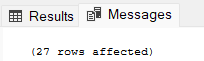 Results Messages
(27 rows affected)